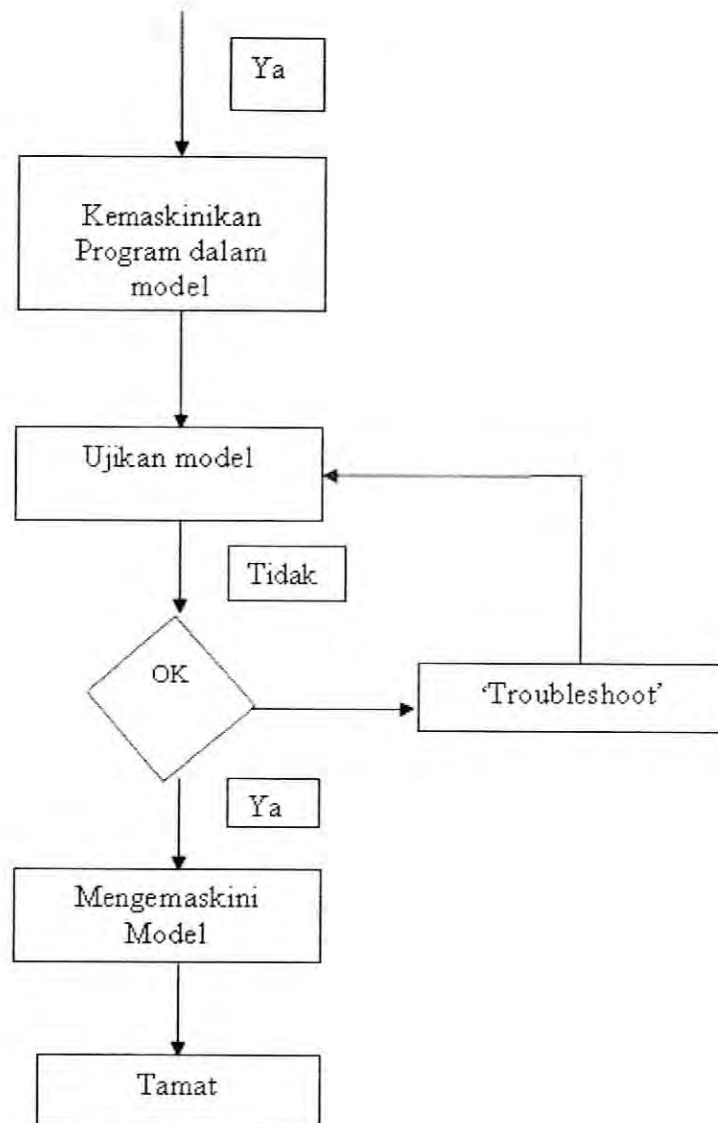 Ya
Kemaskinikan
Program dalam
model
Ujikan model
Tidak
OK
‘Troubleshoot’
Ya
Mengemaskini
Model
Tamat